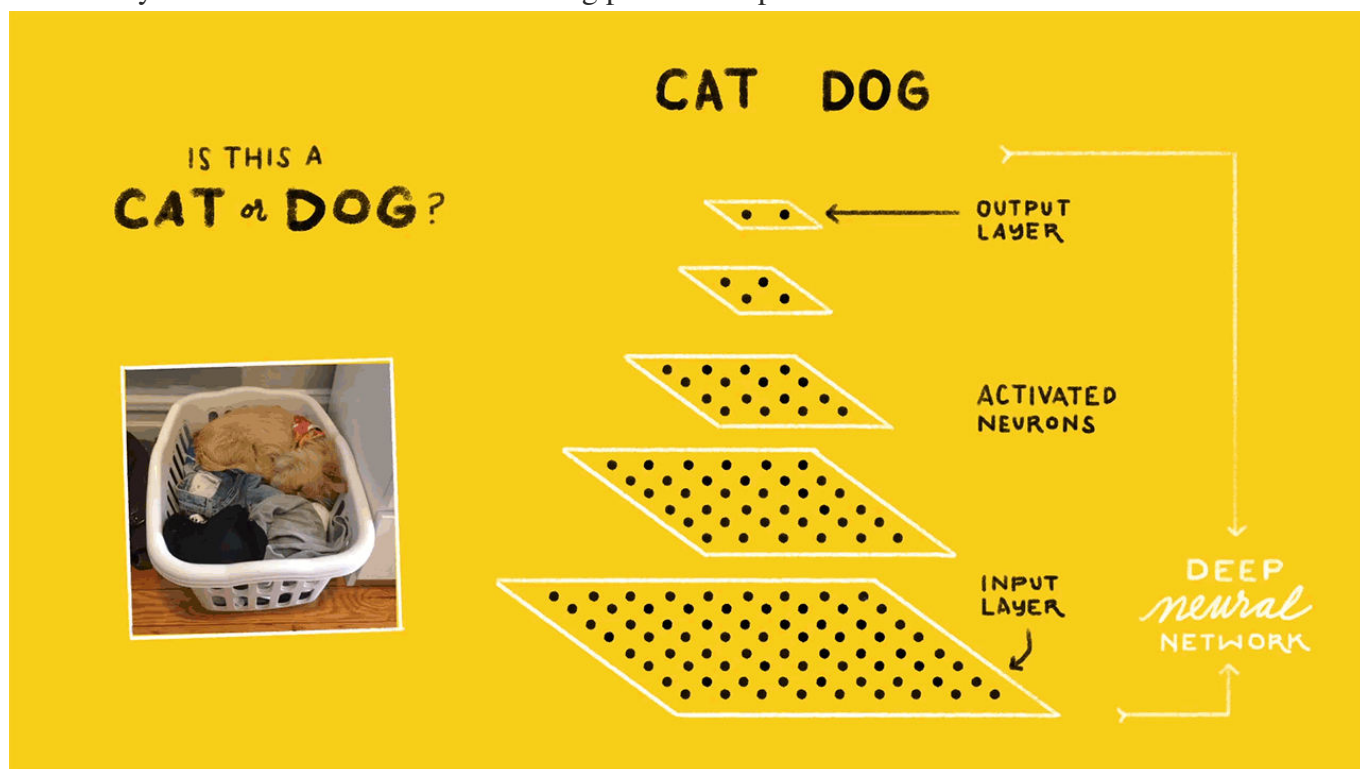 IS THIS A
CAT or DOG?
CAT DOG
OUTPUT
LAYER
ACTIVATED
NEURONS
INPUT
LAYER
DEEP
neural
NETWORK